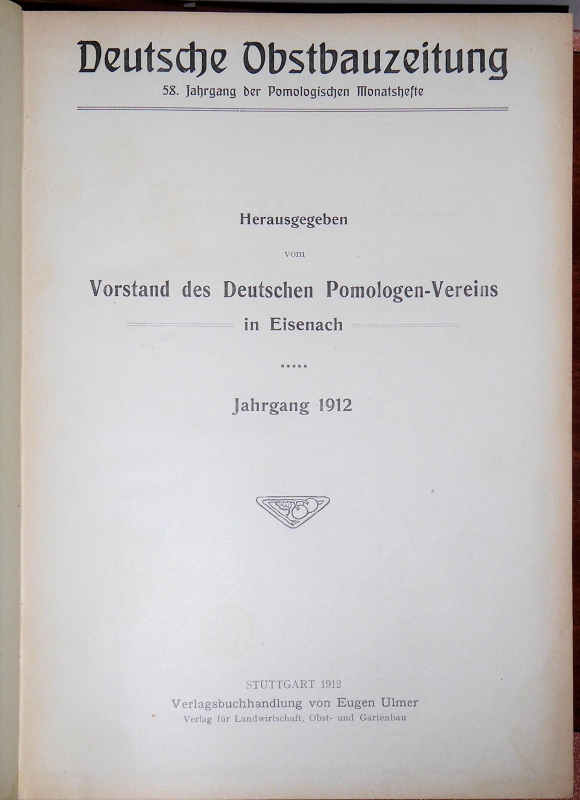 Deutsche Obstbauzeitung
58. Jahrgang der Pomologischen Monatshefte
Herausgegeben
vom
Vorstand des Deutschen Pomologen-Vereins
in Eisenach
Jahrgang 1912
STUTTGART 1912
Verlagsbuchhandlung von Eugen Ulmer
Verlag für Landwirtschaft, Obst- und Gartenbau